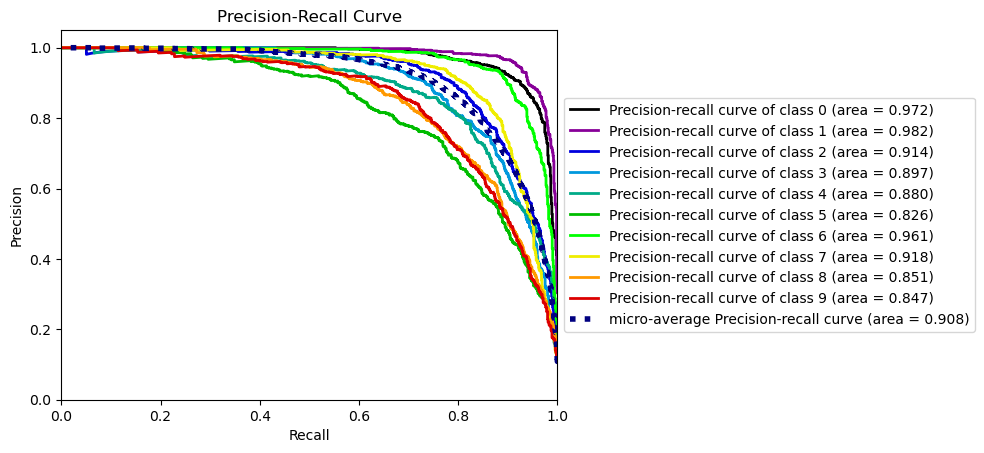 Precision-Recall Curve
Precision
1.0
0.8
0.6
0.4
0.2
0.0
0.0 0.2 0.4 0.6 0.8 1.0
Recall
Precision-recall curve of class 0 (area = 0.972)
Precision-recall curve of class 1 (area = 0.982)
Precision-recall curve of class 2 (area = 0.914)
Precision-recall curve of class 3 (area = 0.897)
Precision-recall curve of class 4 (area = 0.880)
Precision-recall curve of class 5 (area = 0.826)
Precision-recall curve of class 6 (area = 0.961)
Precision-recall curve of class 7 (area = 0.918)
Precision-recall curve of class 8 (area = 0.851)
Precision-recall curve of class 9 (area = 0.847)
micro-average Precision-recall curve (area = 0.908)